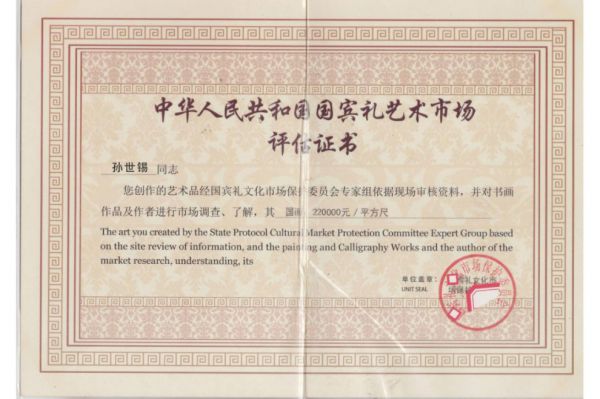 中华人民共和国国宾礼艺术市场
评估证书
孙世锡 同志
您创作的艺术品经国宾礼文化市场保护委员会专家组依据现场审核资料，并对书画
作品及作者进行市场调查、了解，其 国画 220000元/平方尺
The art you created by the State Protocol Cultural Market Protection Committee Expert Group based
on the site review of information, and the painting and Calligraphy Works and the author of the
market research, understanding, its
单位盖章：
UNIT SEAL